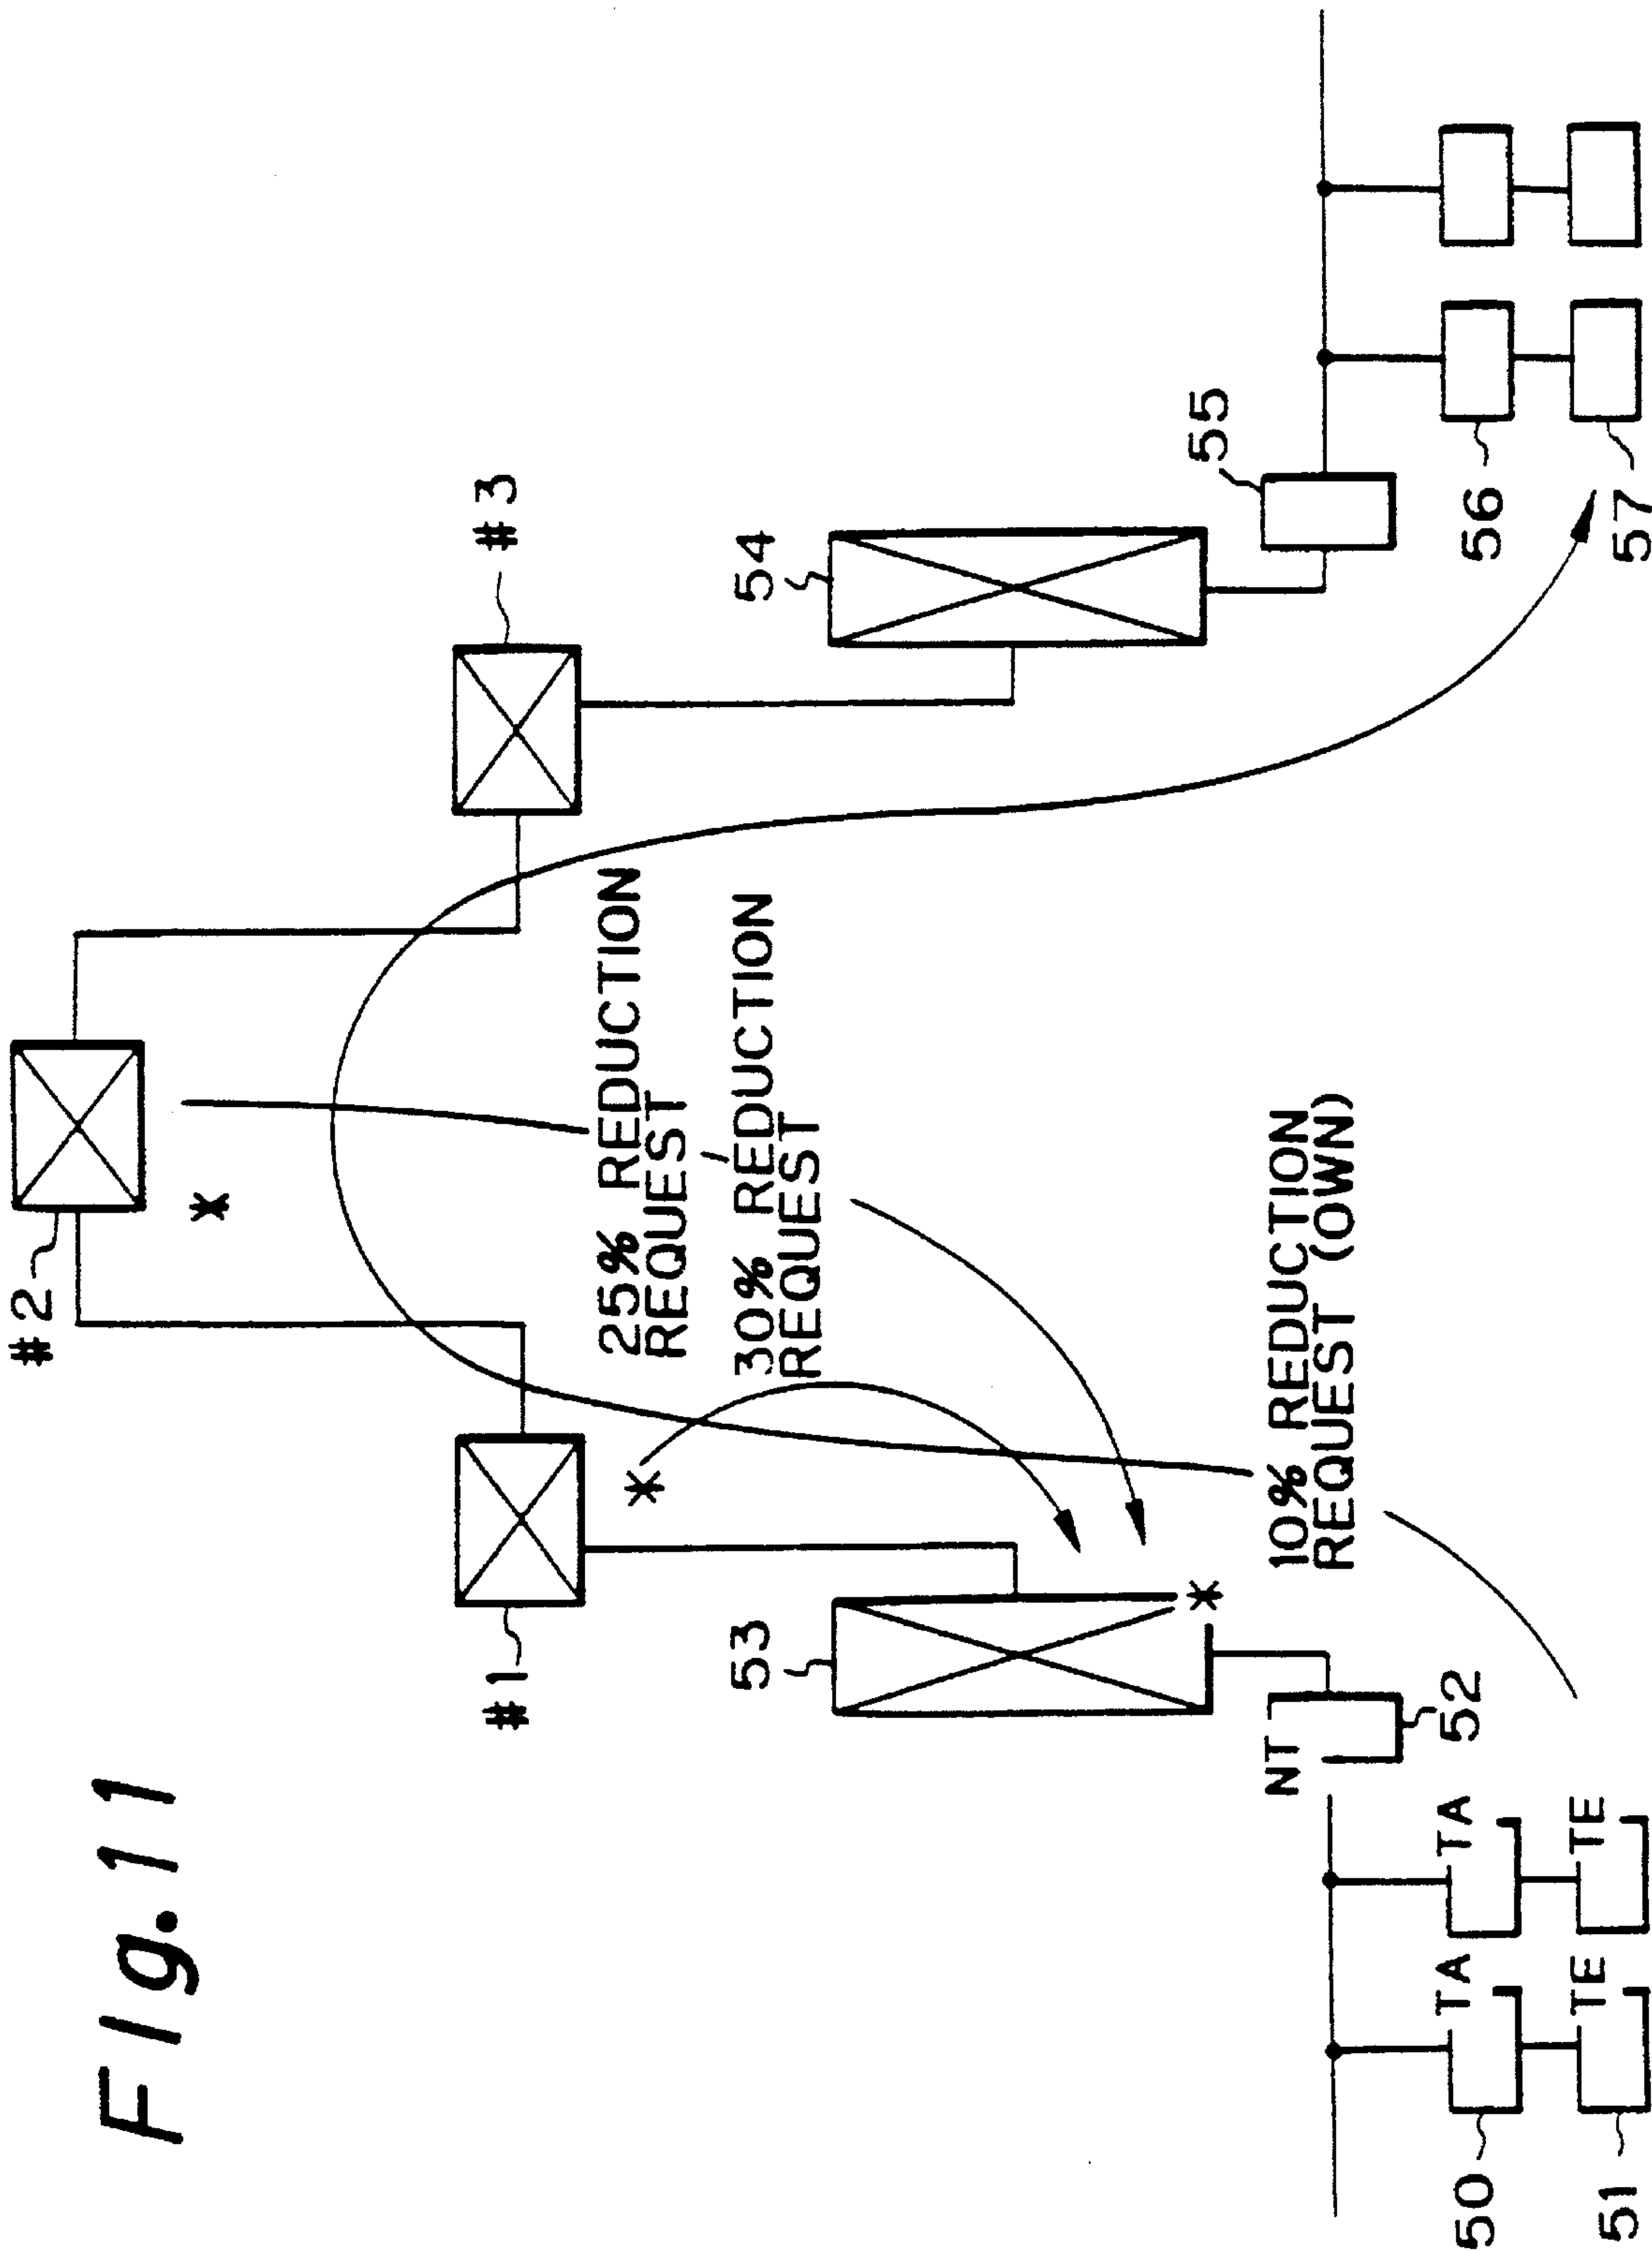 Fig. 11
#2
#1
#3
*
*
*
25% REDUCTION
REQUEST
30% REDUCTION
REQUEST
53
54
10% REDUCTION
REQUEST (OWN)
NT
52
55
TA
TA
50
56
TE
TE
51
57